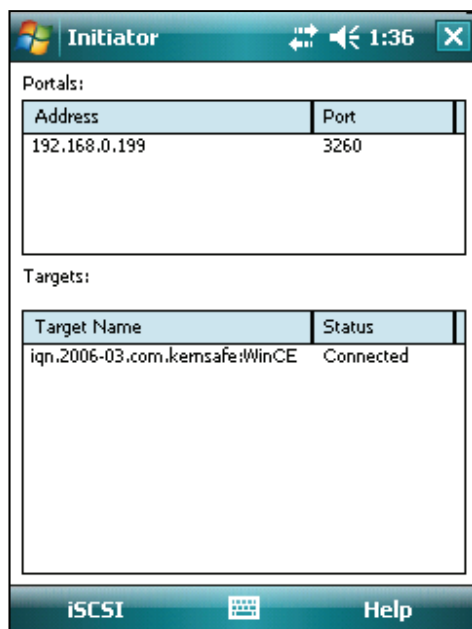 Initiator 1:36
Portals:
Address Port
192.168.0.199 3260
Targets:
Target Name Status
iqn.2006-03.com.kernsafe:WinCE Connected
iSCSI Help